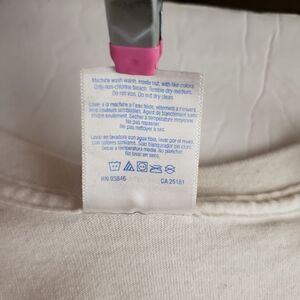 Machine wash warm, inside out, with like colors
Only non-chlorine bleach. Tumble dry medium.
Do not iron. Do not dry clean.
Laver à la machine à l'eau tiède, vêtement à l'envers
avec couleurs semblables. Agent de blanchiment sans
chlore seulement. Sécher à température moyenne.
Ne pas repasser.
Ne pas nettoyer à sec.
Lavar en lavadora con agua tibia, lavar por el revés
con colores similares. Solo blanqueador sin cloro.
Secar a temperatura media. No planchar.
No lavar en seco.
RN 93846 CA 25181